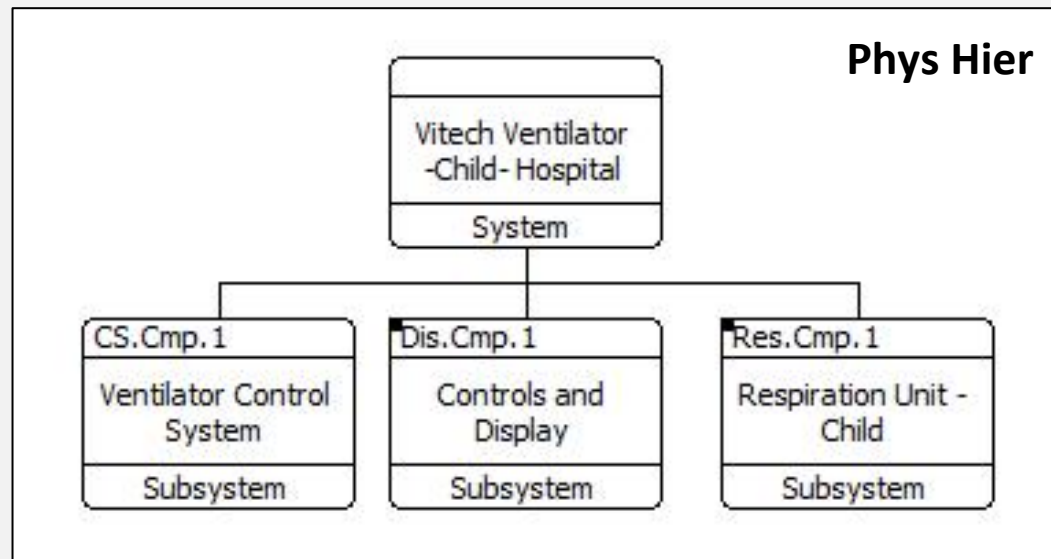 Phys Hier
Vitech Ventilator
-Child- Hospital
System
CS.Cmp.1
Ventilator Control
System
Subsystem
Dis.Cmp.1
Controls and
Display
Subsystem
Res.Cmp.1
Respiration Unit -
Child
Subsystem